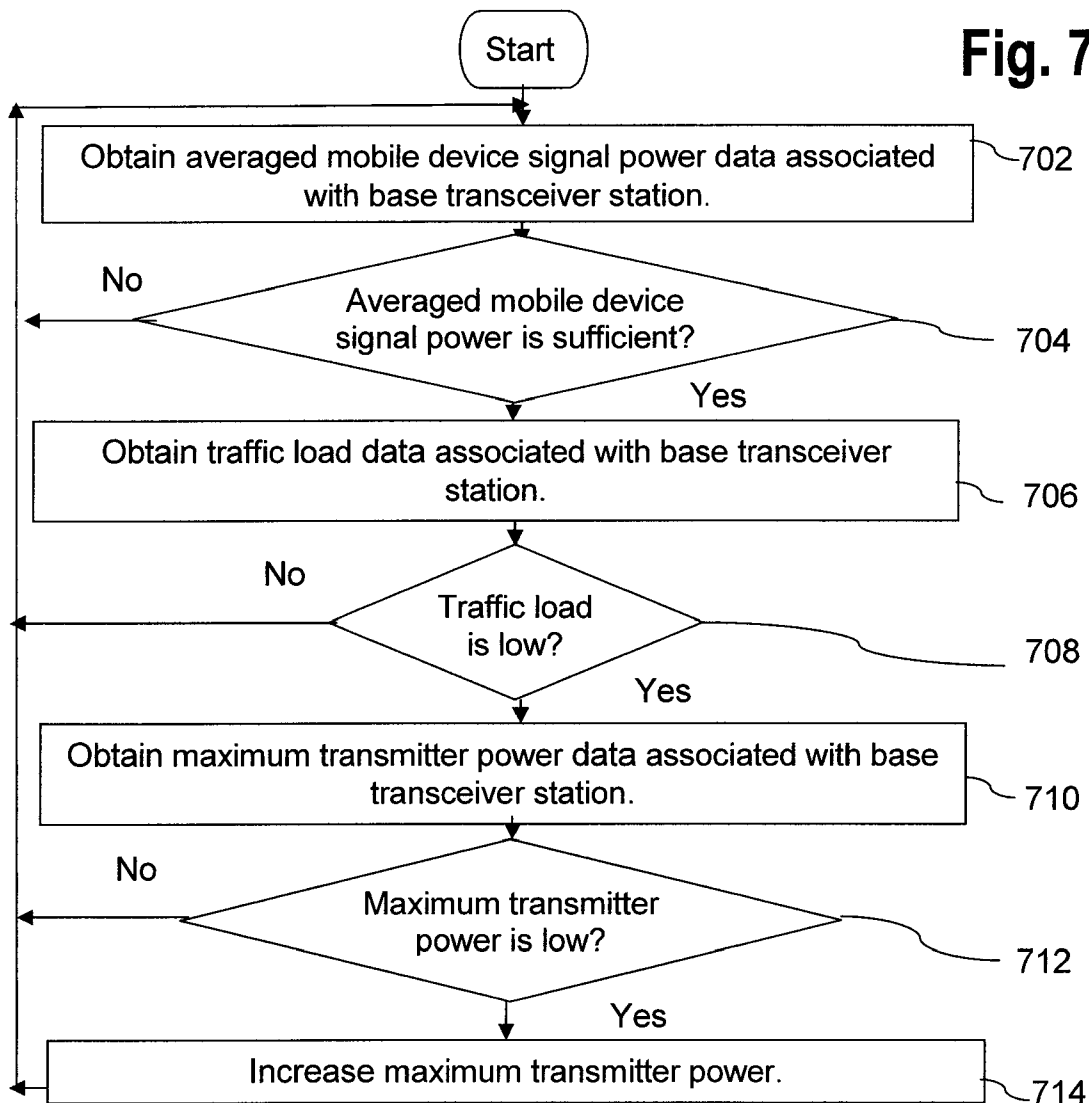 Start
Fig. 7
Obtain averaged mobile device signal power data associated
with base transceiver station.
702
No
Averaged mobile device
signal power is sufficient?
704
Yes
Obtain traffic load data associated with base transceiver
station.
706
No
Traffic load
is low?
708
Yes
Obtain maximum transmitter power data associated with base
transceiver station.
710
No
Maximum transmitter
power is low?
712
Yes
Increase maximum transmitter power.
714